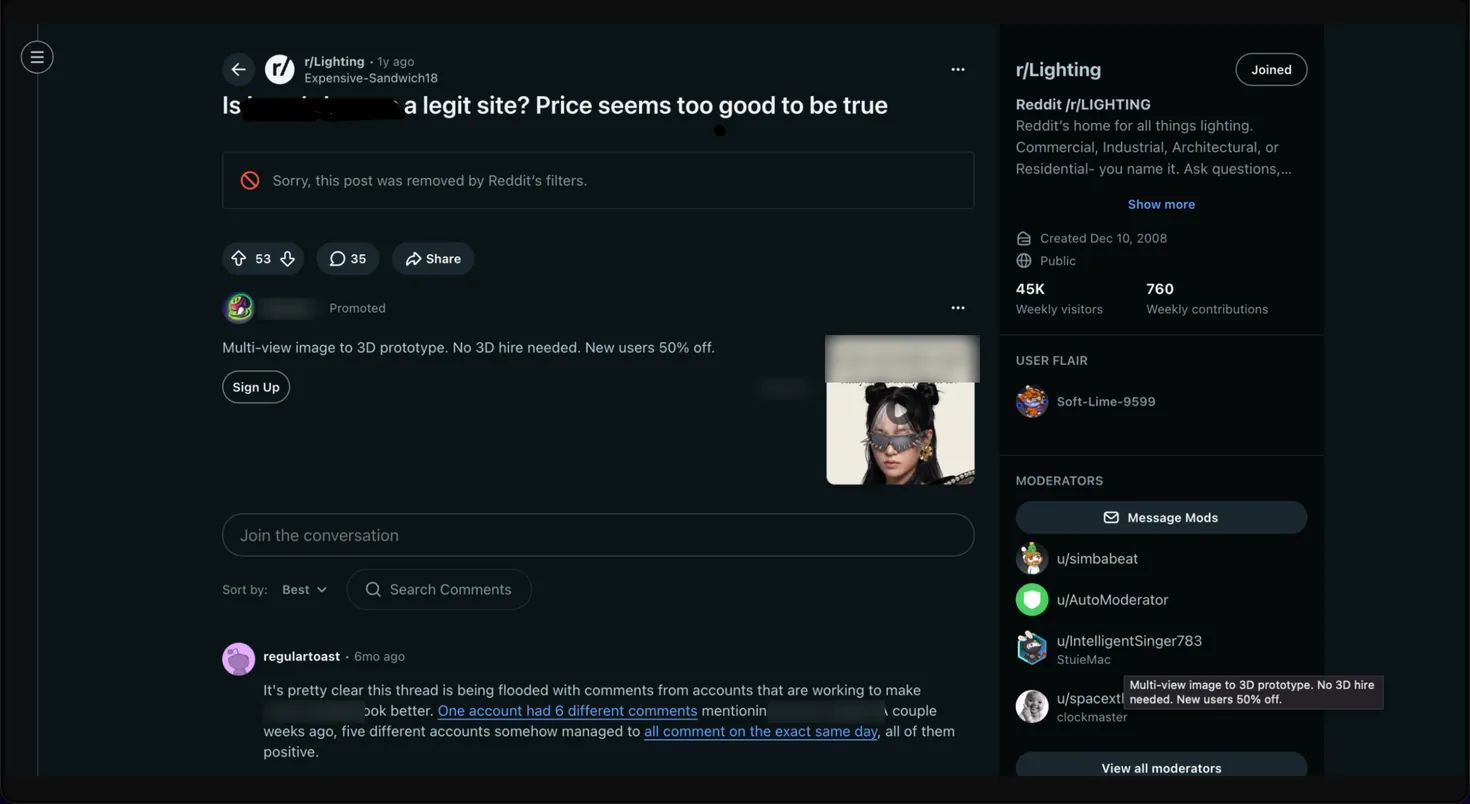 r/Lighting • 1y ago
Expensive-Sandwich18
Is a legit site? Price seems too good to be true
Sorry, this post was removed by Reddit's filters.
53 35 Share
Promoted
Multi-view image to 3D prototype. No 3D hire needed. New users 50% off.
Sign Up
Join the conversation
Sort by: Best Search Comments
regulartoast • 6mo ago
It's pretty clear this thread is being flooded with comments from accounts that are working to make
ook better. One account had 6 different comments mentionin couple
weeks ago, five different accounts somehow managed to all comment on the exact same day, all of them
positive.
r/Lighting Joined
Reddit /r/LIGHTING
Reddit's home for all things lighting.
Commercial, Industrial, Architectural, or
Residential- you name it. Ask questions,...
Show more
Created Dec 10, 2008
Public
45K 760
Weekly visitors Weekly contributions
USER FLAIR
Soft-Lime-9599
MODERATORS
Message Mods
u/simbabeat
u/AutoModerator
u/IntelligentSinger783
StuieMac
u/spacext
clockmaster
Multi-view image to 3D prototype. No 3D hire
needed. New users 50% off.
View all moderators